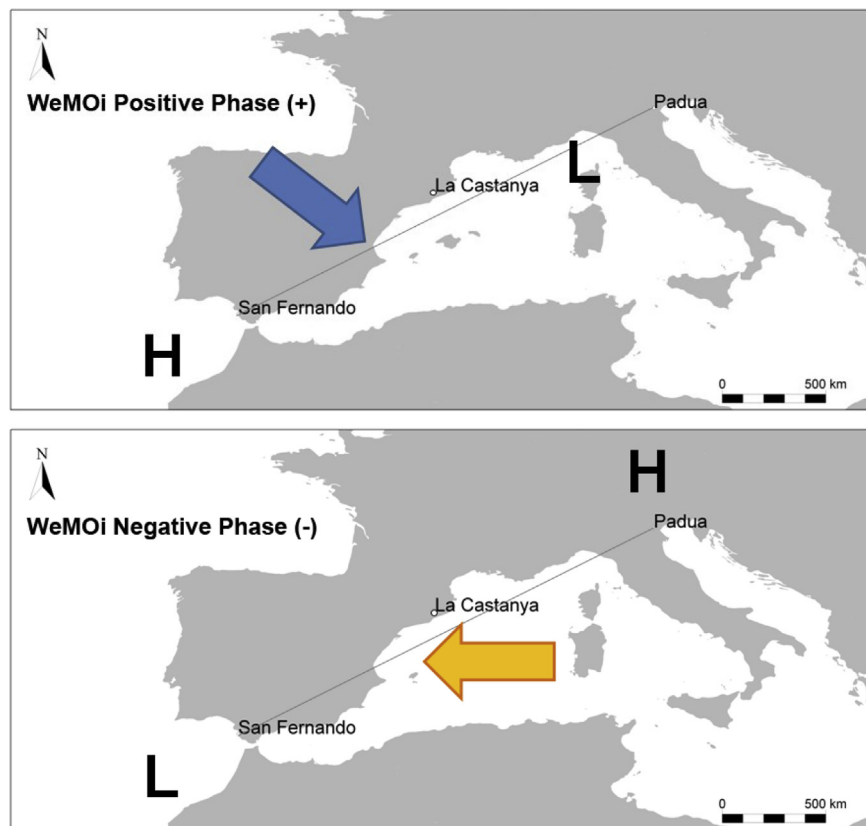 N
WeMOi Positive Phase (+)
Padua
L
La Castanya
San Fernando
H
0 500 km
N
WeMOi Negative Phase (-)
H
Padua
La Castanya
San Fernando
L
0 500 km